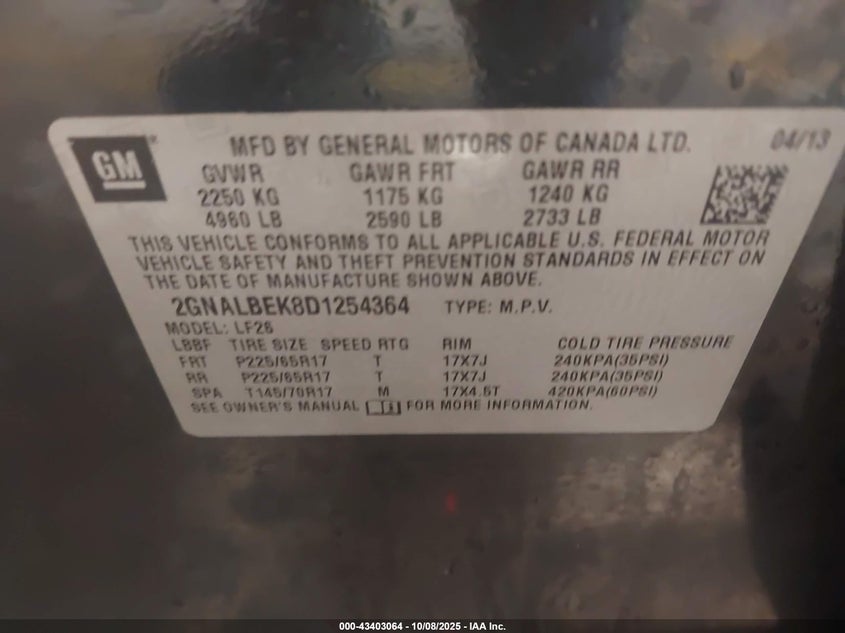 GM® MFD BY GENERAL MOTORS OF CANADA LTD. 04/13
GVWR GAWR FRT GAWR RR
2250 KG 1175 KG 1240 KG
4960 LB 2590 LB 2733 LB
THIS VEHICLE CONFORMS TO ALL APPLICABLE U.S. FEDERAL MOTOR
VEHICLE SAFETY AND THEFT PREVENTION STANDARDS IN EFFECT ON
THE DATE OF MANUFACTURE SHOWN ABOVE.
2GNALBEK8D1254364 TYPE: M.P.V.
MODEL: LF26
LBBF TIRE SIZE SPEED RTG RIM COLD TIRE PRESSURE
FRT P225/65R17 T 17X7J 240KPA(35PSI)
RR P225/65R17 T 17X7J 240KPA(35PSI)
SPA T145/70R17 M 17X4.5T 420KPA(60PSI)
SEE OWNER'S MANUAL FOR MORE INFORMATION.
000-43403064 - 10/08/2025 - IAA Inc.